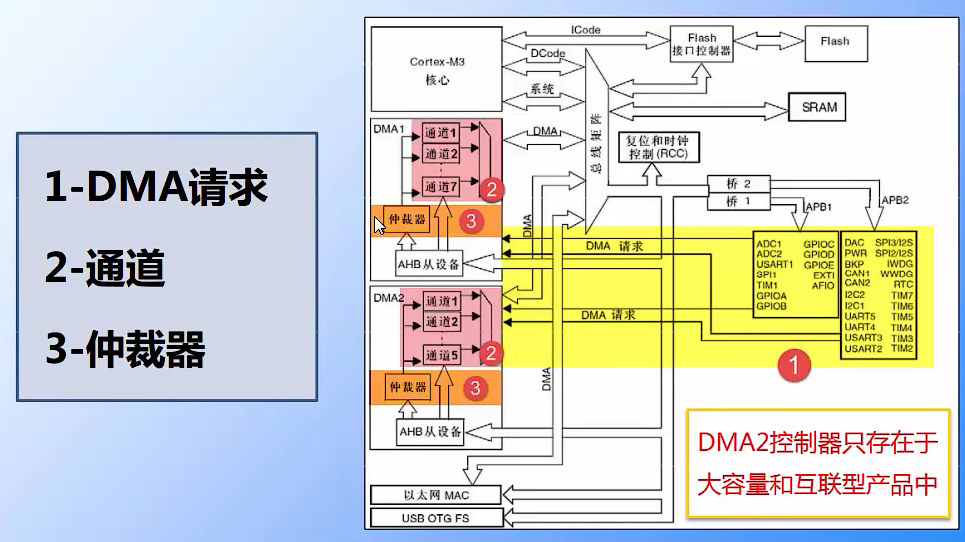 1-DMA请求
2-通道
3-仲裁器
Cortex-M3
核心
ICode
DCode
系统
DMA
总线矩阵
Flash
接口控制器
Flash
SRAM
复位和时钟
控制(RCC)
桥 2
桥 1
APB1
APB2
DMA1
通道1
通道2
通道7
2
仲裁器
3
AHB从设备
DMA
DMA 请求
DMA2
通道1
通道2
通道5
2
仲裁器
3
AHB从设备
DMA 请求
DMA
ADC1 GPIOC
ADC2 GPIOD
USART1 GPIOE
SPI1 EXTI
TIM1 AFIO
GPIOA
GPIOB
DAC SPI3/I2S
PWR SPI2/I2S
BKP IWDG
CAN1 WWDG
CAN2 RTC
I2C2 TIM7
I2C1 TIM6
UART5 TIM5
UART4 TIM4
USART3 TIM3
USART2 TIM2
1
以太网 MAC
USB OTG FS
DMA2控制器只存在于
大容量和互联型产品中